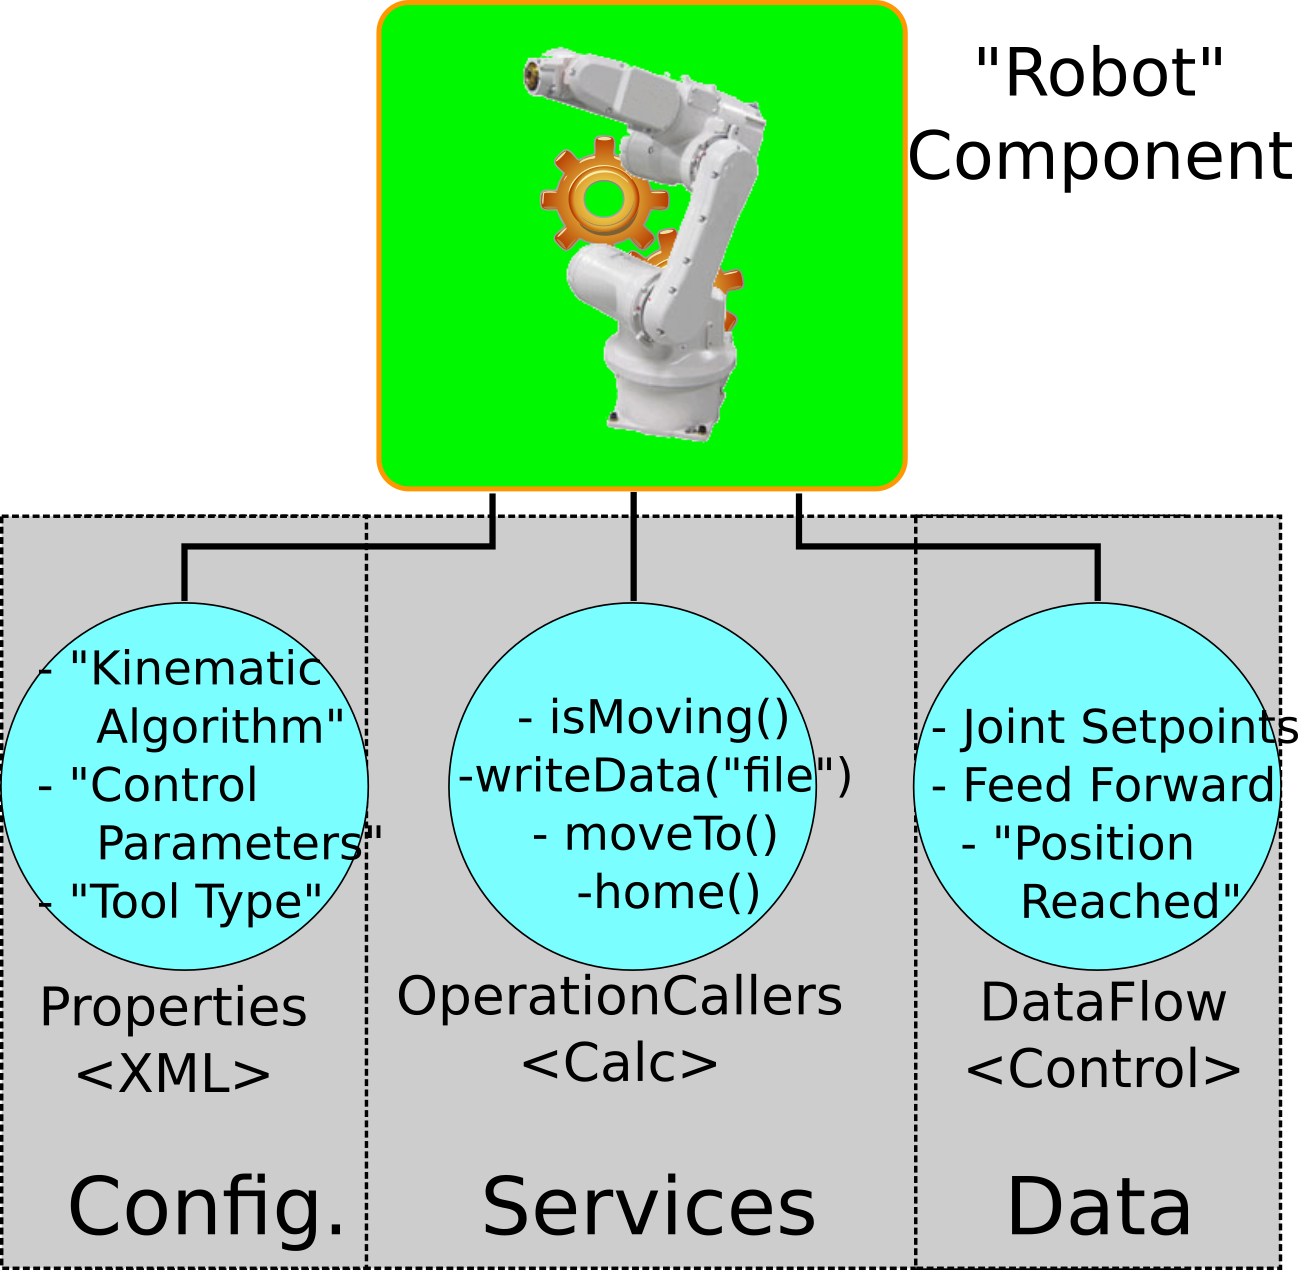 "Robot"
Component
- "Kinematic
Algorithm"
- "Control
Parameters"
- "Tool Type"
- isMoving()
-writeData("file")
- moveTo()
-home()
- Joint Setpoints
- Feed Forward
- "Position
Reached"
Properties
<XML>
OperationCallers
<Calc>
DataFlow
<Control>
Config.
Services
Data